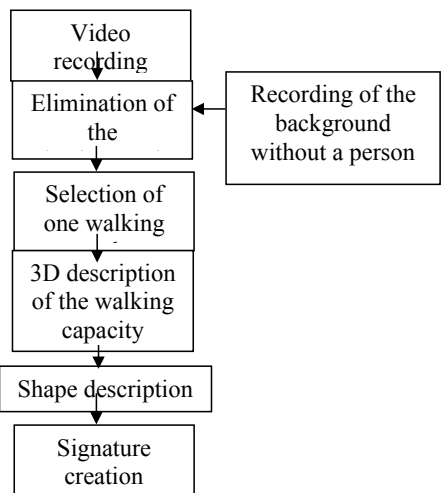 Video
recording
Elimination of
the
Recording of the
background
without a person
Selection of
one walking
3D description
of the walking
capacity
Shape description
Signature
creation